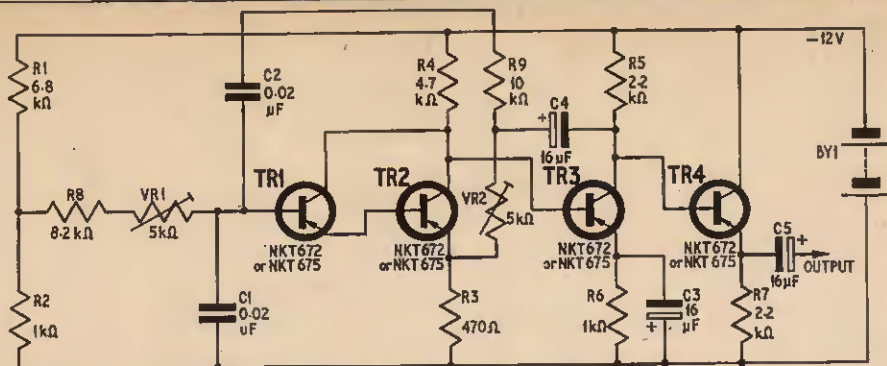 R1
6.8
kΩ
C2
0.02
µF
R4
4.7
kΩ
R9
10
kΩ
R5
2.2
kΩ
−12V
+
C4
16µF
BY1
TR1
TR2
TR3
TR4
R8
8.2kΩ
VR1
5kΩ
VR2
5kΩ
NKT672
or NKT675
NKT672
or NKT675
NKT672
or NKT675
NKT672
or NKT675
C5
+
16µF
OUTPUT
R2
1kΩ
C1
0.02
uF
R3
470Ω
R6
1kΩ
C3
16
µF
+
R7
2.2
kΩ